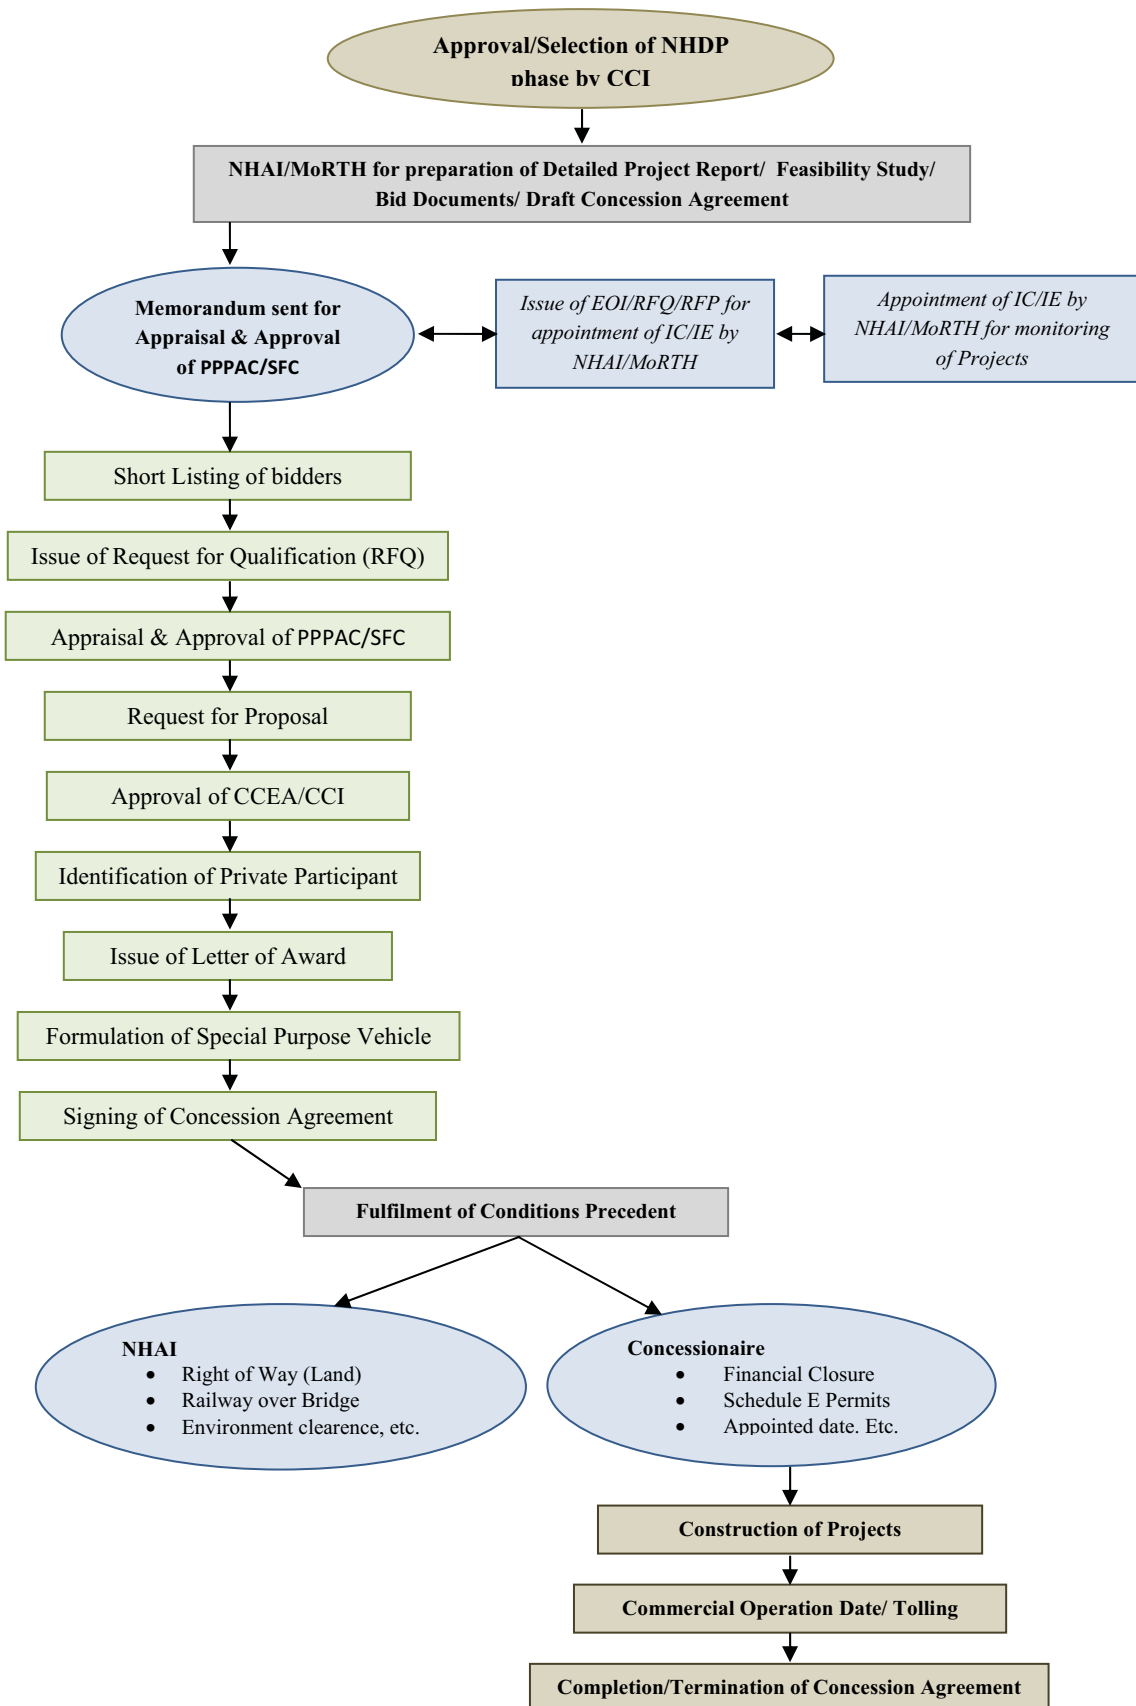 Approval/Selection of NHDP
phase by CCI
NHAI/MoRTH for preparation of Detailed Project Report/ Feasibility Study/
Bid Documents/ Draft Concession Agreement
Memorandum sent for
Appraisal & Approval
of PPPAC/SFC
Issue of EOI/RFQ/RFP for
appointment of IC/IE by
NHAI/MoRTH
Appointment of IC/IE by
NHAI/MoRTH for monitoring
of Projects
Short Listing of bidders
Issue of Request for Qualification (RFQ)
Appraisal & Approval of PPPAC/SFC
Request for Proposal
Approval of CCEA/CCI
Identification of Private Participant
Issue of Letter of Award
Formulation of Special Purpose Vehicle
Signing of Concession Agreement
Fulfilment of Conditions Precedent
NHAI
• Right of Way (Land)
• Railway over Bridge
• Environment clearence, etc.
Concessionaire
• Financial Closure
• Schedule E Permits
• Appointed date. Etc.
Construction of Projects
Commercial Operation Date/ Tolling
Completion/Termination of Concession Agreement